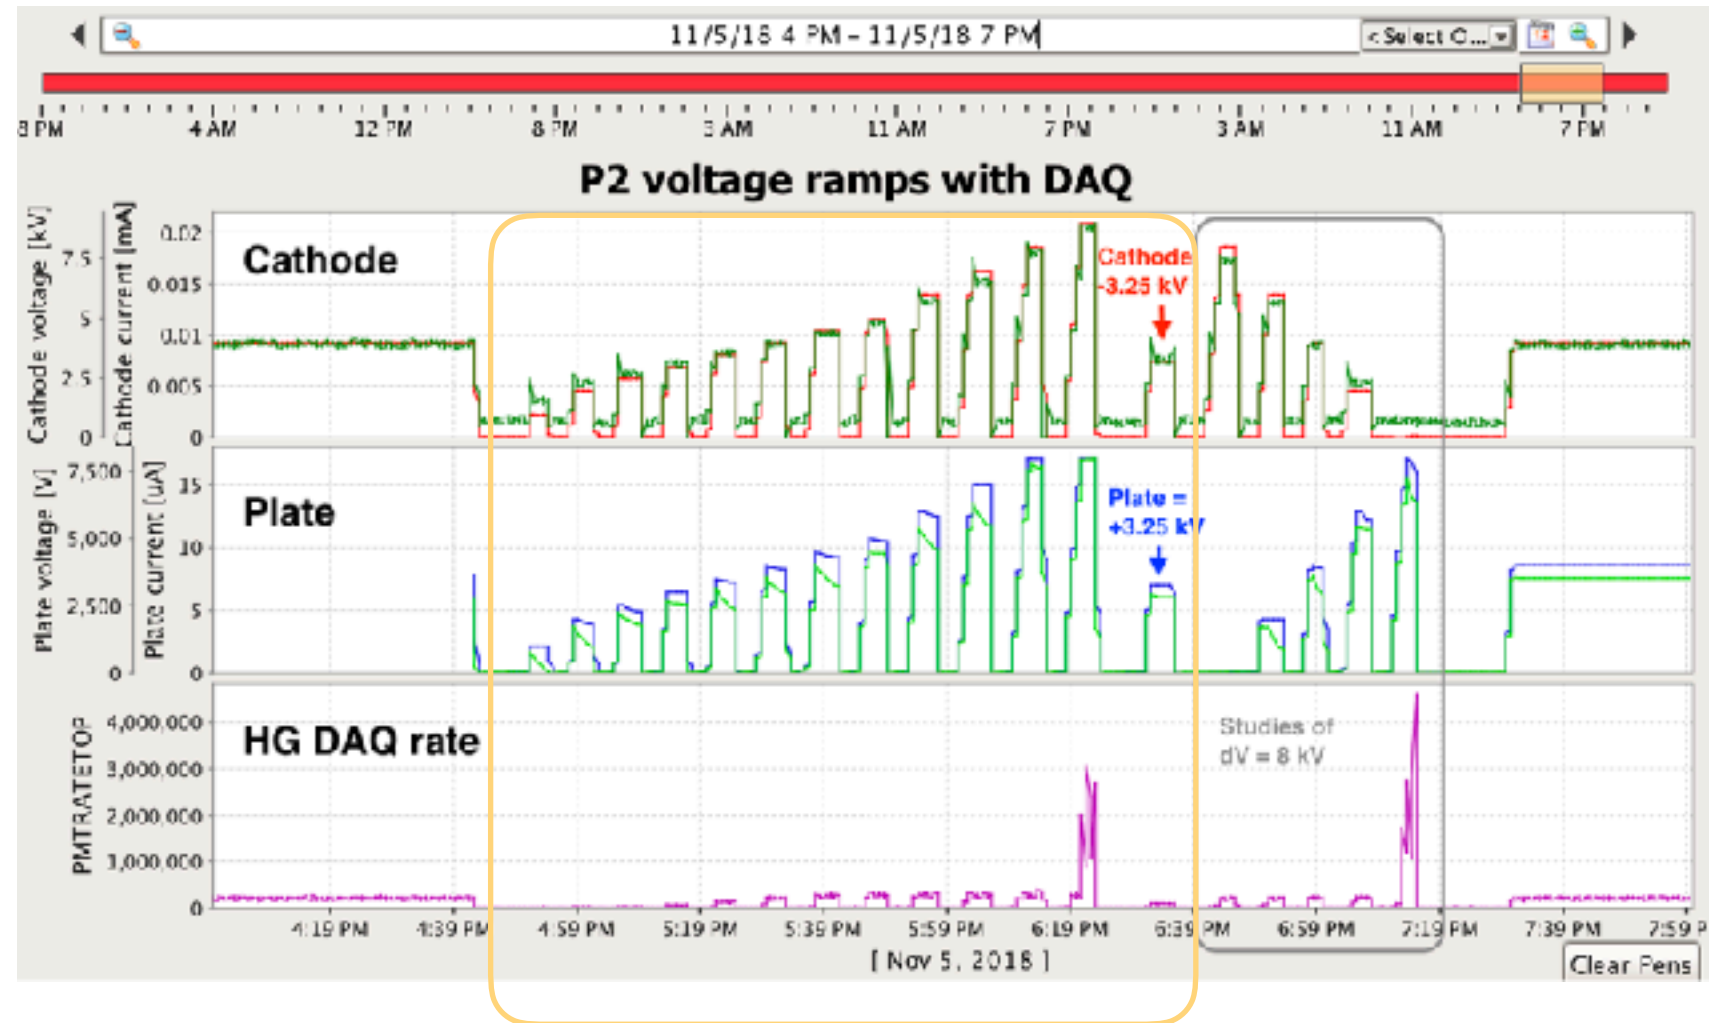 11/5/18 4 PM – 11/5/18 7 PM
< Select C...
8 PM 4 AM 12 PM 8 PM 3 AM 11 AM 7 PM 3 AM 11 AM 7 PM
P2 voltage ramps with DAQ
Cathode voltage [kV]
7.5
5
2.5
0
Cathode current [mA]
0.02
0.015
0.01
0.005
0
Cathode
Cathode
-3.25 kV
Plate voltage [V]
7,500
5,000
2,500
0
Plate current [uA]
15
10
5
0
Plate
Plate =
+3.25 kV
PMTRATETOP
4,000,000
3,000,000
2,000,000
1,000,000
0
HG DAQ rate
Studies of
dV = 8 kV
4:19 PM 4:39 PM 4:59 PM 5:19 PM 5:39 PM 5:59 PM 6:19 PM 6:39 PM 6:59 PM 7:19 PM 7:39 PM 7:59 P
[ Nov 5, 2018 ]
Clear Pens